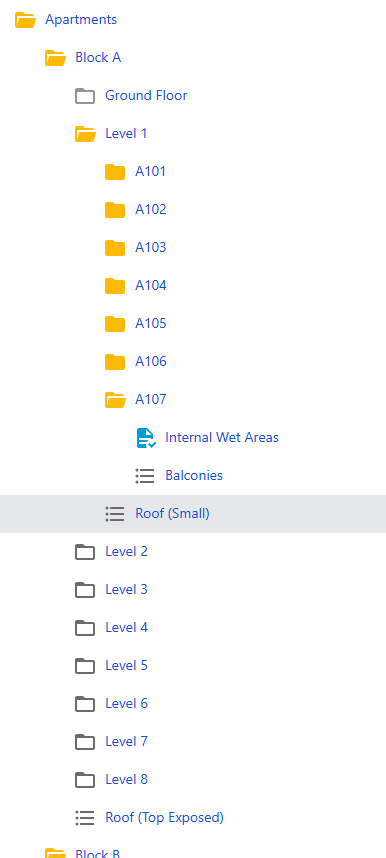 Apartments
Block A
Ground Floor
Level 1
A101
A102
A103
A104
A105
A106
A107
Internal Wet Areas
Balconies
Roof (Small)
Level 2
Level 3
Level 4
Level 5
Level 6
Level 7
Level 8
Roof (Top Exposed)
Block B